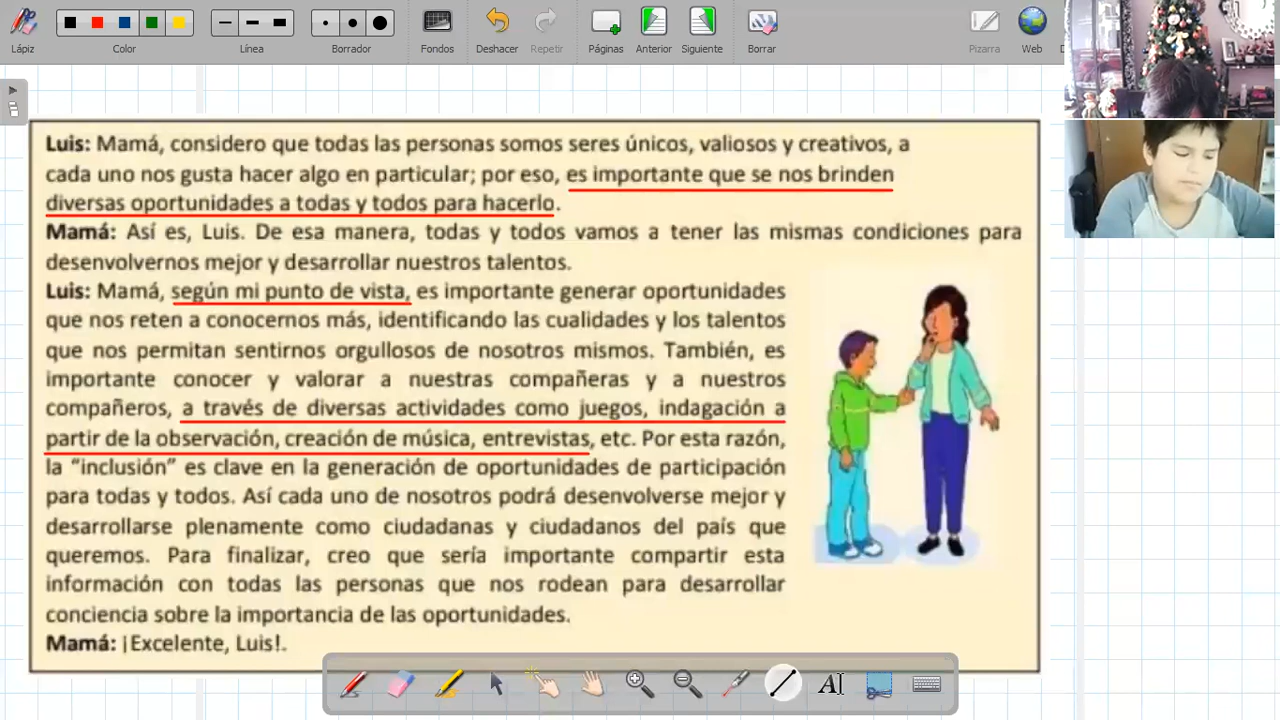 Lápiz Color Línea Borrador Fondos Deshacer Repetir Páginas Anterior Siguiente Borrar Pizarra Web
Luis: Mamá, considero que todas las personas somos seres únicos, valiosos y creativos, a
cada uno nos gusta hacer algo en particular; por eso, es importante que se nos brinden
diversas oportunidades a todas y todos para hacerlo.
Mamá: Así es, Luis. De esa manera, todas y todos vamos a tener las mismas condiciones para
desenvolvernos mejor y desarrollar nuestros talentos.
Luis: Mamá, según mi punto de vista, es importante generar oportunidades
que nos reten a conocernos más, identificando las cualidades y los talentos
que nos permitan sentirnos orgullosos de nosotros mismos. También, es
importante conocer y valorar a nuestras compañeras y a nuestros
compañeros, a través de diversas actividades como juegos, indagación a
partir de la observación, creación de música, entrevistas, etc. Por esta razón,
la “inclusión” es clave en la generación de oportunidades de participación
para todas y todos. Así cada uno de nosotros podrá desenvolverse mejor y
desarrollarse plenamente como ciudadanas y ciudadanos del país que
queremos. Para finalizar, creo que sería importante compartir esta
información con todas las personas que nos rodean para desarrollar
conciencia sobre la importancia de las oportunidades.
Mamá: ¡Excelente, Luis!.